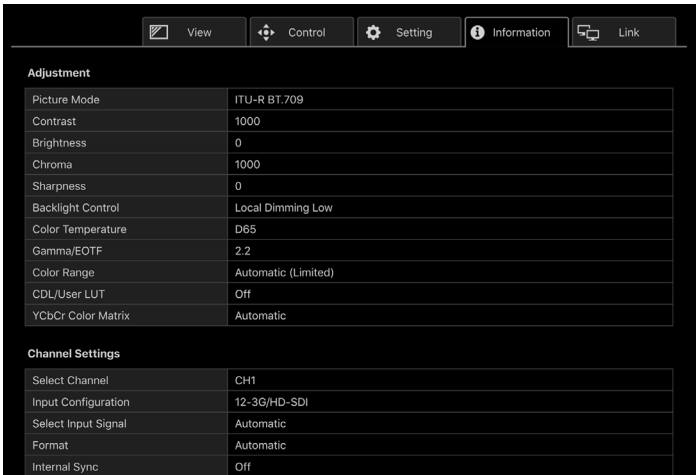 View Control Setting Information Link
Adjustment
Picture Mode ITU-R BT.709
Contrast 1000
Brightness 0
Chroma 1000
Sharpness 0
Backlight Control Local Dimming Low
Color Temperature D65
Gamma/EOTF 2.2
Color Range Automatic (Limited)
CDL/User LUT Off
YCbCr Color Matrix Automatic
Channel Settings
Select Channel CH1
Input Configuration 12-3G/HD-SDI
Select Input Signal Automatic
Format Automatic
Internal Sync Off